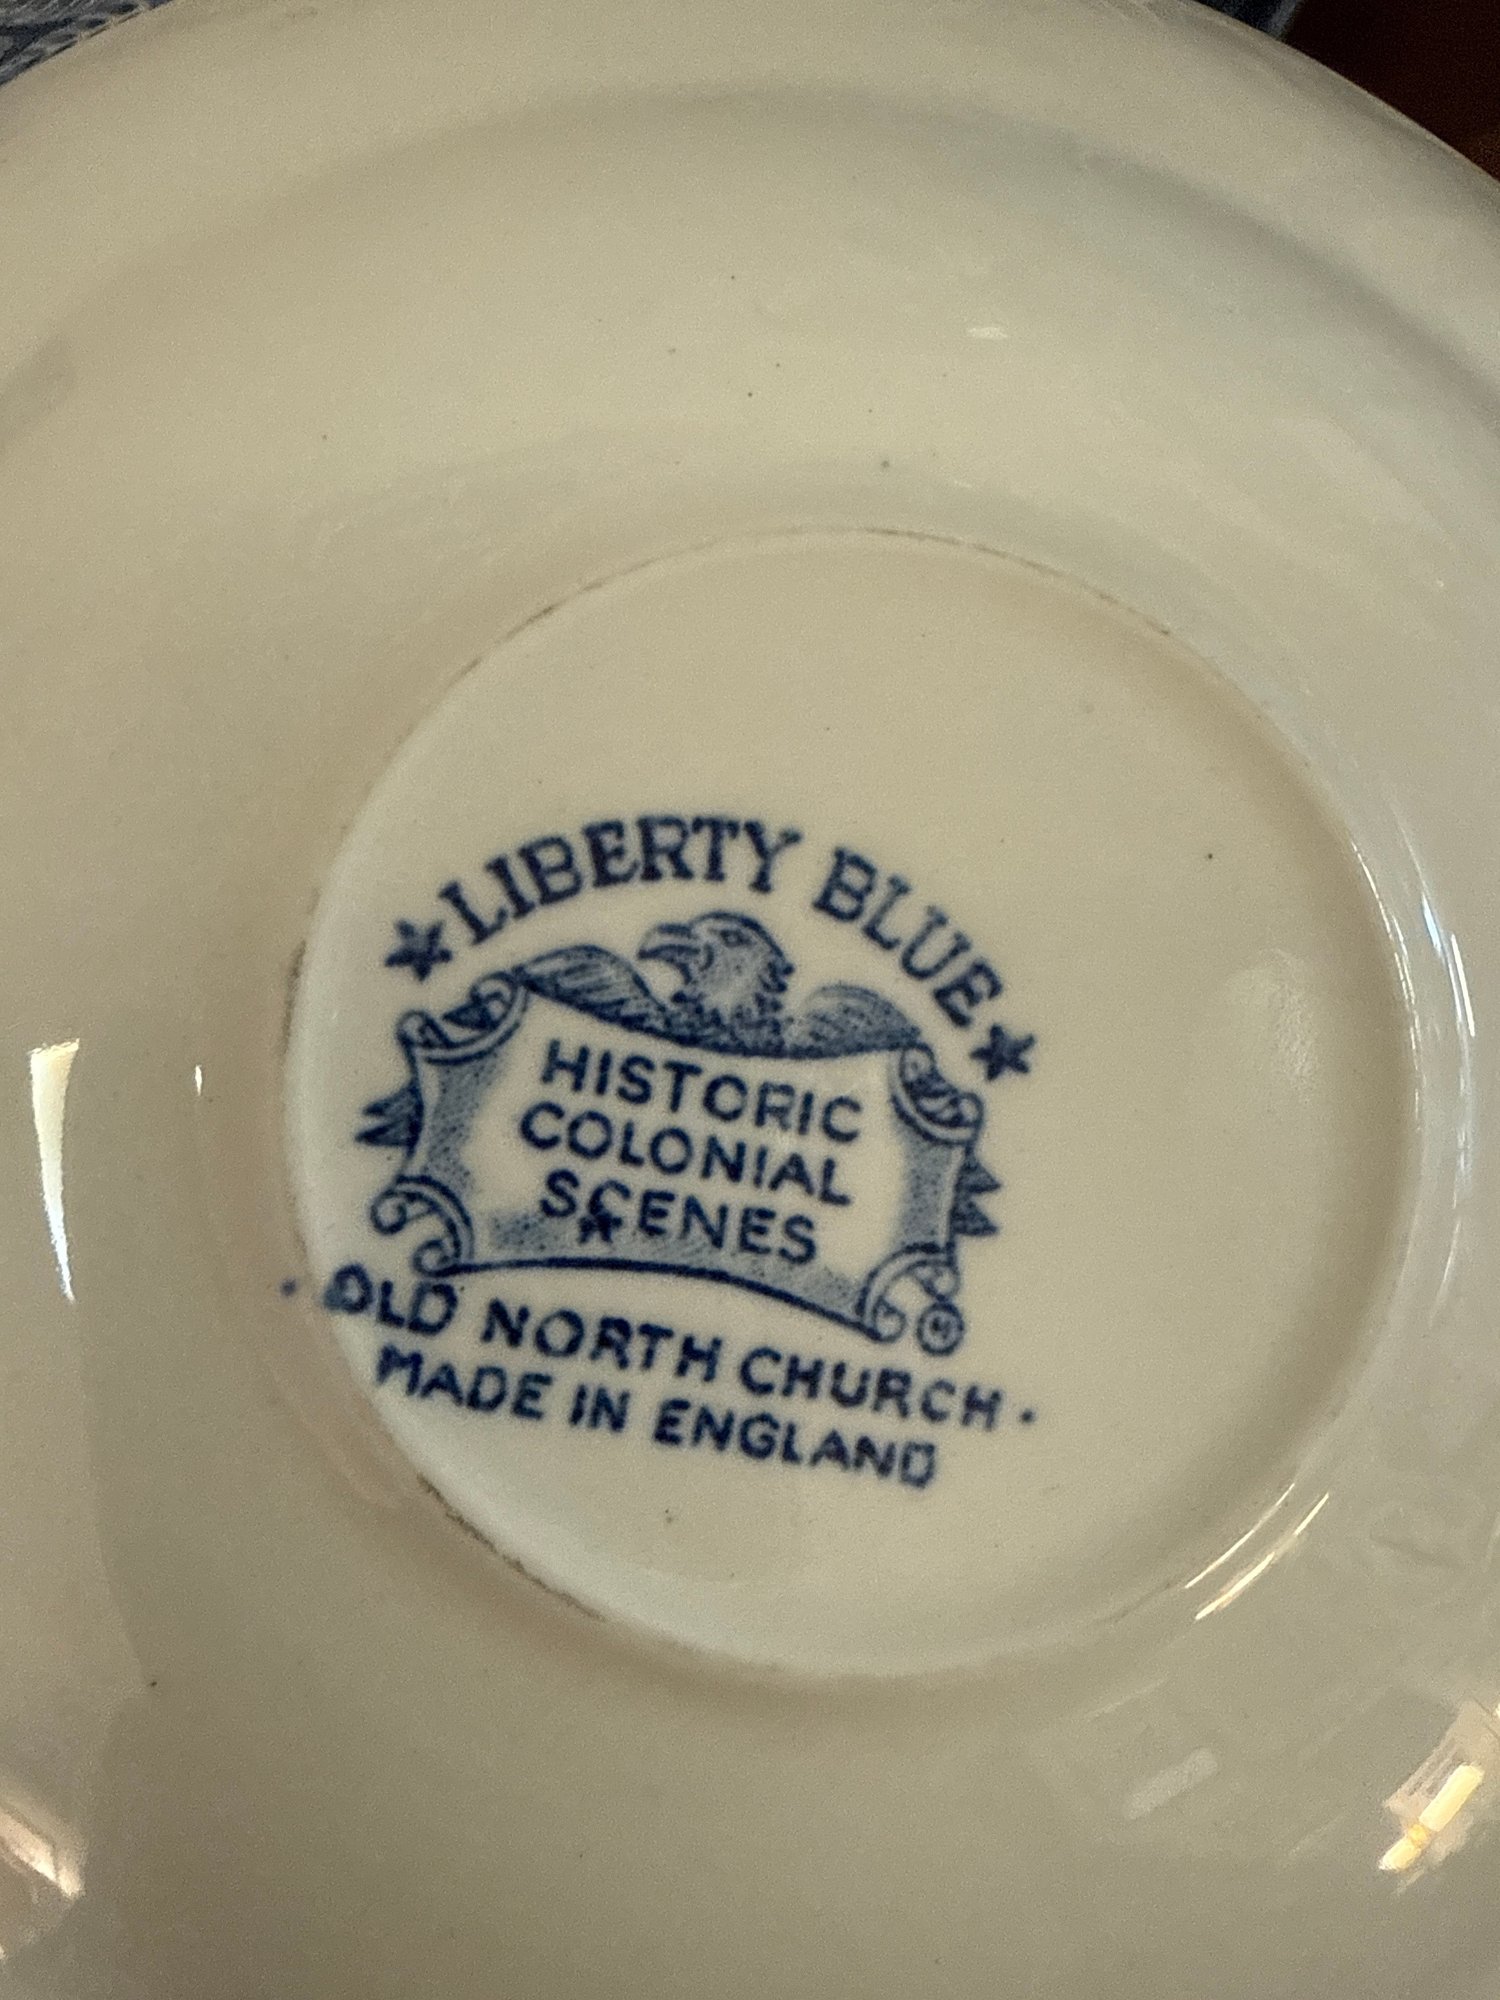 LIBERTY BLUE
HISTORIC
COLONIAL
SCENES
OLD NORTH CHURCH
MADE IN ENGLAND